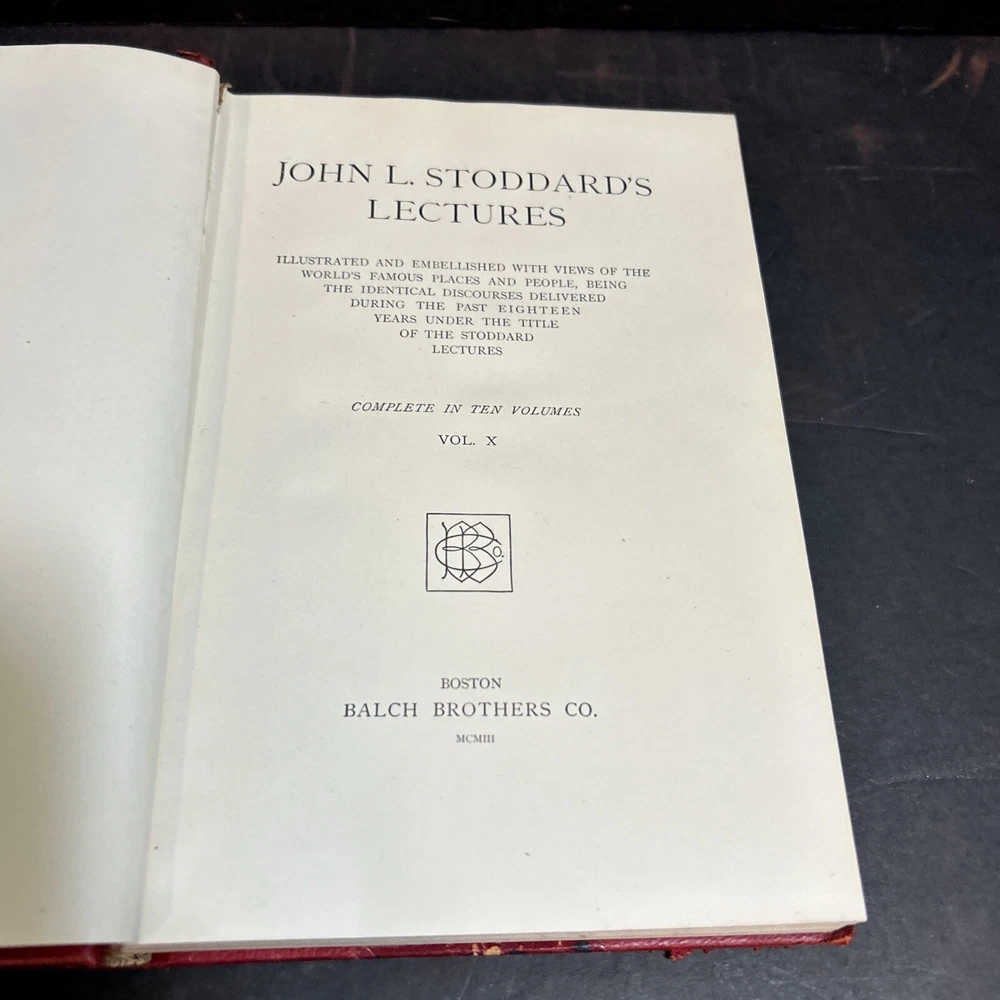 JOHN L. STODDARD'S
LECTURES
ILLUSTRATED AND EMBELLISHED WITH VIEWS OF THE
WORLD'S FAMOUS PLACES AND PEOPLE, BEING
THE IDENTICAL DISCOURSES DELIVERED
DURING THE PAST EIGHTEEN
YEARS UNDER THE TITLE
OF THE STODDARD
LECTURES
COMPLETE IN TEN VOLUMES
VOL. X
BBCo.
BOSTON
BALCH BROTHERS CO.
MCMIII